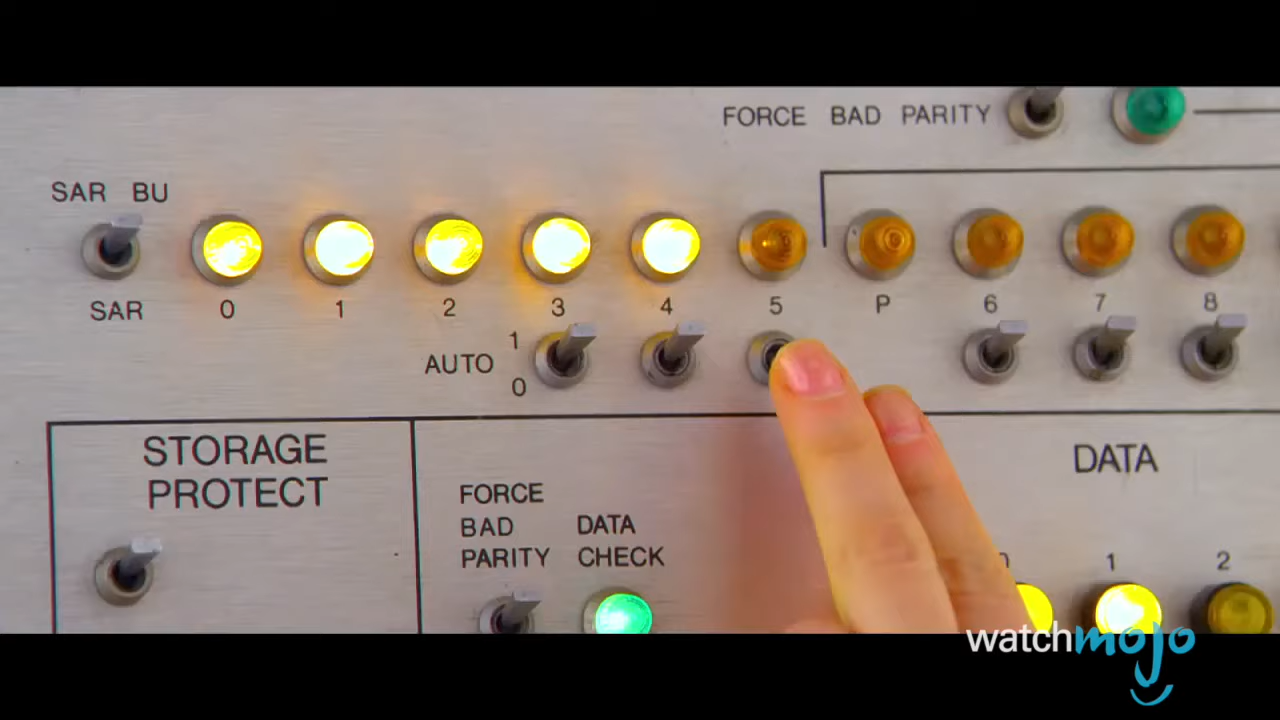 FORCE BAD PARITY
SAR BU
SAR
0 1 2 3 4 5 P 6 7 8
AUTO
1
0
STORAGE
PROTECT
FORCE
BAD
PARITY
DATA
CHECK
DATA
1 2
watchmojo